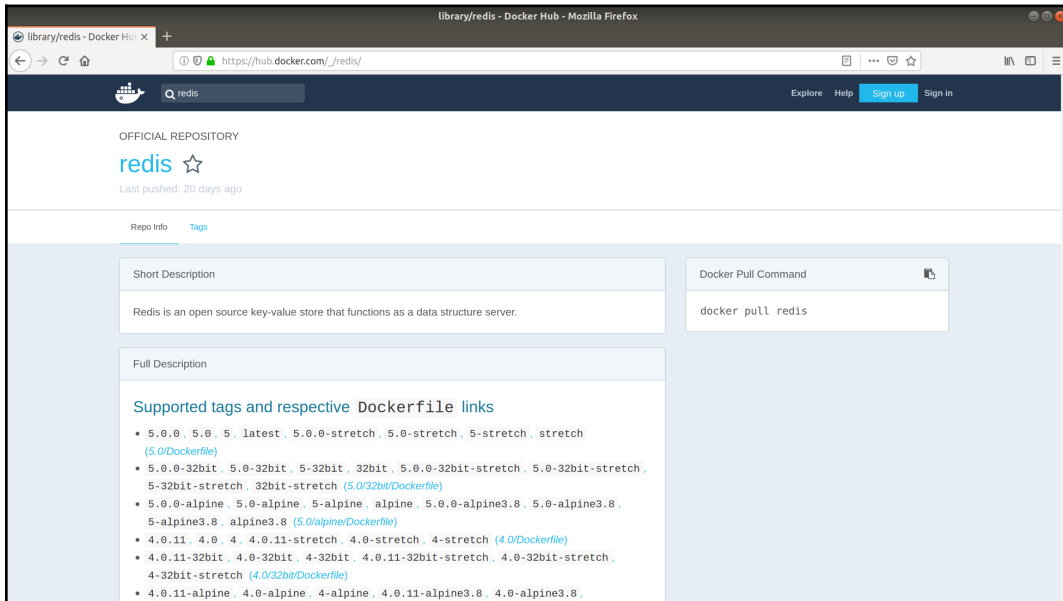 library/redis - Docker Hub - Mozilla Firefox
library/redis - Docker Hub
https://hub.docker.com/_/redis/
redis
Explore Help Sign up Sign in
OFFICIAL REPOSITORY
redis
Last pushed: 20 days ago
Repo Info Tags
Short Description
Redis is an open source key-value store that functions as a data structure server.
Docker Pull Command
docker pull redis
Full Description
Supported tags and respective Dockerfile links
• 5.0.0, 5.0, 5, latest, 5.0.0-stretch, 5.0-stretch, 5-stretch, stretch
(5.0/Dockerfile)
• 5.0.0-32bit, 5.0-32bit, 5-32bit, 32bit, 5.0.0-32bit-stretch, 5.0-32bit-stretch,
5-32bit-stretch, 32bit-stretch (5.0/32bit/Dockerfile)
• 5.0.0-alpine, 5.0-alpine, 5-alpine, alpine, 5.0.0-alpine3.8, 5.0-alpine3.8,
5-alpine3.8, alpine3.8 (5.0/alpine/Dockerfile)
• 4.0.11, 4.0, 4, 4.0.11-stretch, 4.0-stretch, 4-stretch (4.0/Dockerfile)
• 4.0.11-32bit, 4.0-32bit, 4-32bit, 4.0.11-32bit-stretch, 4.0-32bit-stretch,
4-32bit-stretch (4.0/32bit/Dockerfile)
• 4.0.11-alpine, 4.0-alpine, 4-alpine, 4.0.11-alpine3.8, 4.0-alpine3.8,